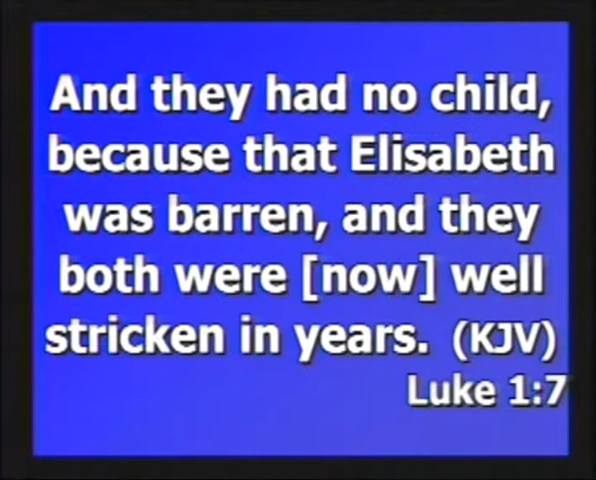 And they had no child,
because that Elisabeth
was barren, and they
both were [now] well
stricken in years. (KJV)
Luke 1:7